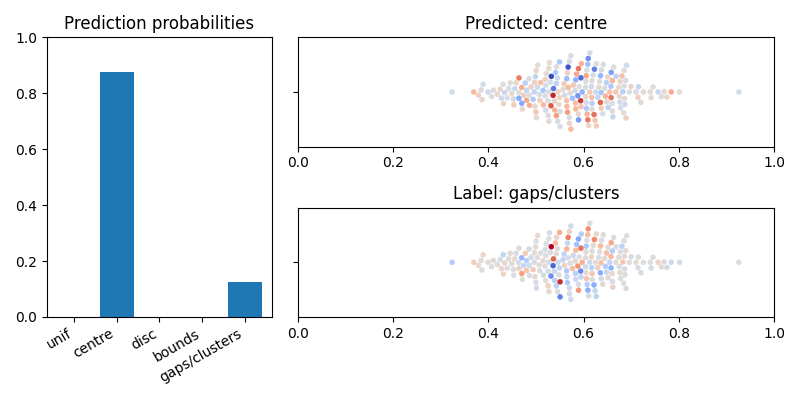 Prediction probabilities
1.0
0.8
0.6
0.4
0.2
0.0
unif
centre
disc
bounds
gaps/clusters
Predicted: centre
0.0 0.2 0.4 0.6 0.8 1.0
Label: gaps/clusters
0.0 0.2 0.4 0.6 0.8 1.0